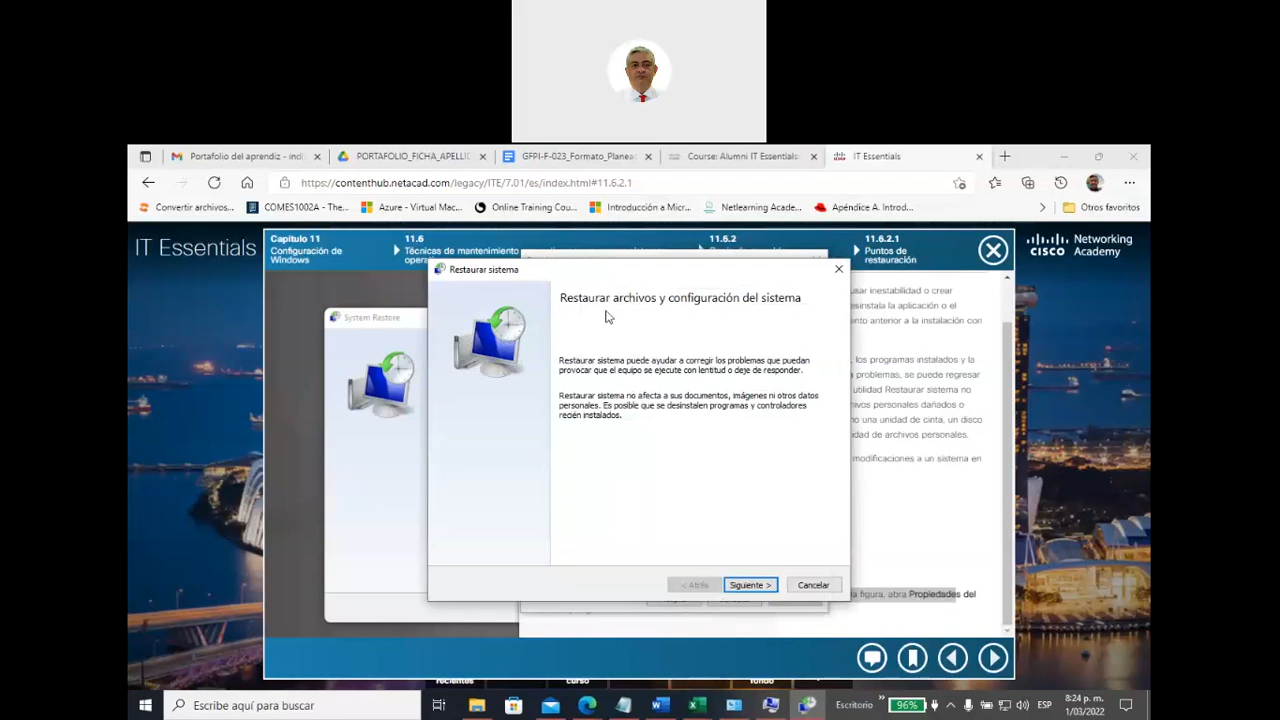 Portafolio del aprendiz - indi
PORTAFOLIO_FICHA_APELLIC
GFPI-F-023_Formato_Planea
Course: Alumni IT Essentials:
IT Essentials
https://contenthub.netacad.com/legacy/ITE/7.01/es/index.html#11.6.2.1
Convertir archivos...
COMES1002A - The...
Azure - Virtual Mac...
Online Training Cou...
Introducción a Micr...
Netlearning Acade...
Apéndice A. Introd...
Otros favoritos
IT Essentials
Capítulo 11
Configuración de
Windows
11.6
Técnicas de mantenimiento
11.6.2
11.6.2.1
Puntos de
restauración
CISCO
Networking
Academy
Restaurar sistema
System Restore
Restaurar archivos y configuración del sistema
Restaurar sistema puede ayudar a corregir los problemas que puedan
provocar que el equipo se ejecute con lentitud o deje de responder.
Restaurar sistema no afecta a sus documentos, imágenes ni otros datos
personales. Es posible que se desinstalen programas y controladores
recién instalados.
usar inestabilidad o crear
desinstala la aplicación o el
ento anterior a la instalación con
, los programas instalados y la
a problemas, se puede regresar
utilidad Restaurar sistema no
chivos personales dañados o
mo una unidad de cinta, un disco
idad de archivos personales.
modificaciones a un sistema en
la figura, abra Propiedades del
< Atrás
Siguiente >
Cancelar
recientes
curso
fondo
Escribe aquí para buscar
Escritorio
96%
ESP
8:24 p. m.
1/03/2022